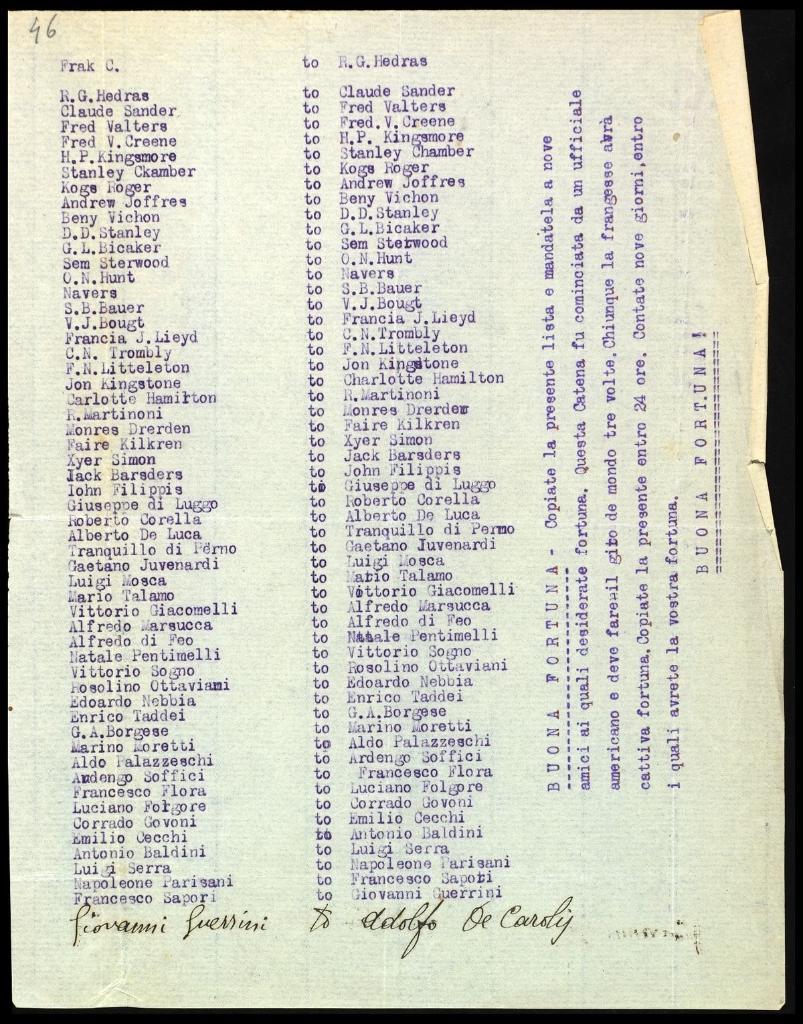 46
Frak C. to R.G.Hedras
R.G.Hedras to Claude Sander
Claude Sander to Fred Valters
Fred Valters to Fred.V.Creene
Fred V.Creene to H.P. Kingsmore
H.P.Kingsmore to Stanley Chamber
Stanley Ckamber to Kogs Roger
Kogs Roger to Andrew Joffres
Andrew Joffres to Beny Vichon
Beny Vichon to D.D.Stanley
D.D.Stanley to G.L.Bicaker
G.L.Bicaker to Sem Sterwood
Sem Sterwood to O.N.Hunt
O.N.Hunt to Navers
Navers to S.B.Bauer
S.B.Bauer to V.J.Bougt
V.J.Bougt to Francia J.Lieyd
Francia J.Lieyd to C.N.Trombly
C.N. Trombly to F.N.Litteleton
F.N.Litteleton to Jon Kingstone
Jon Kingstone to Charlotte Hamilton
Carlotte Hamilton to R.Martinoni
R.Martinoni to Monres Drerden
Monres Drerden to Faire Kilkren
Faire Kilkren to Xyer Simon
Xyer Simon to Jack Barsders
Jack Barsders to John Filippis
Iohn Filippis to Giuseppe di Luggo
Giuseppe di Luggo to Roberto Corella
Roberto Corella to Alberto De Luca
Alberto De Luca to Tranquillo di Perno
Tranquillo di Perno to Gaetano Juvenardi
Gaetano Juvenardi to Luigi Mosca
Luigi Mosca to Mario Talamo
Mario Talamo to Vittorio Giacomelli
Vittorio Giacomelli to Alfredo Marsucca
Alfredo Marsucca to Alfredo di Feo
Alfredo di Feo to Natale Pentimelli
Natale Pentimelli to Vittorio Sogno
Vittorio Sogno to Rosolino Ottaviani
Rosolino Ottaviani to Edoardo Nebbia
Edoardo Nebbia to Enrico Taddei
Enrico Taddei to G.A.Borgese
G.A.Borgese to Marino Moretti
Marino Moretti to Aldo Palazzeschi
Aldo Palazzeschi to Ardengo Soffici
Ardengo Soffici to Francesco Flora
Francesco Flora to Luciano Folgore
Luciano Folgore to Corrado Govoni
Corrado Govoni to Emilio Cecchi
Emilio Cecchi to Antonio Baldini
Antonio Baldini to Luigi Serra
Luigi Serra to Napoleone Parisani
Napoleone Parisani to Francesco Sapori
Francesco Sapori to Giovanni Guerrini
Giovanni Guerrini to Adolfo De Carolis
BUONA FORTUNA - Copiate la presente lista e mandatela a nove
amici ai quali desiderate fortuna. Questa Catena fu cominciata da un ufficiale
americano e deve fare il giro de mondo tre volte. Chiunque la frangesse avrà
cattiva fortuna. Copiate la presente entro 24 ore. Contate nove giorni, entro
i quali avrete la vostra fortuna.
BUONA FORTUNA!